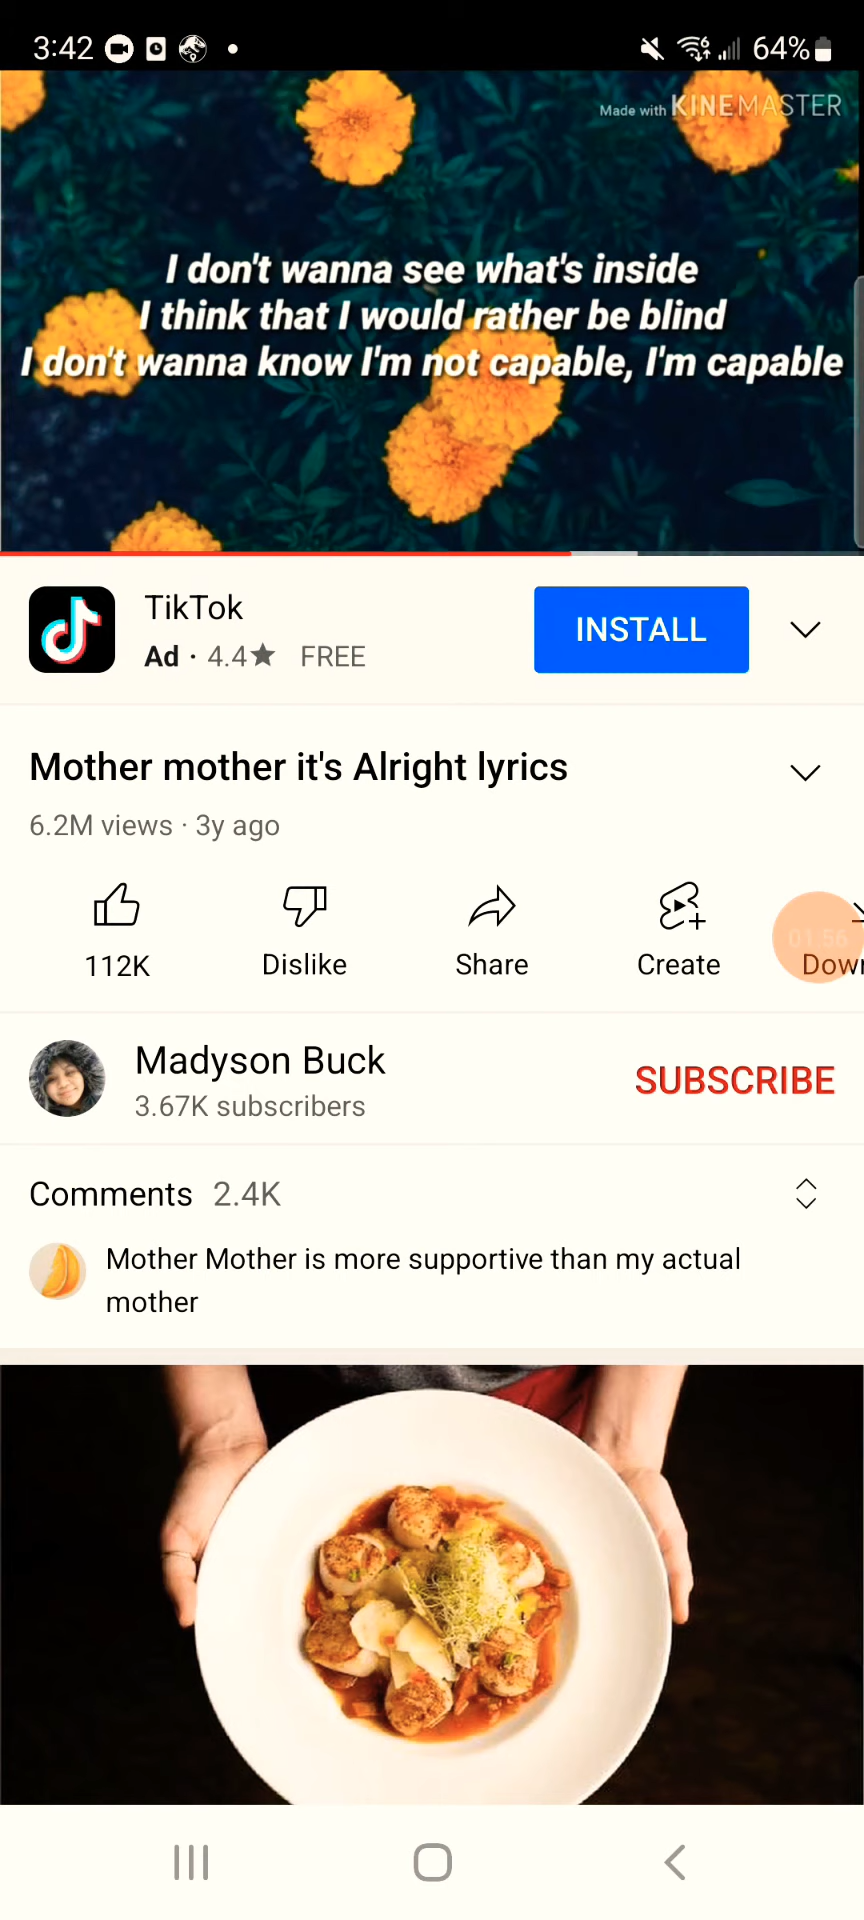 3:42
64%
Made with KINEMASTER
I don't wanna see what's inside
I think that I would rather be blind
I don't wanna know I'm not capable, I'm capable
TikTok
Ad · 4.4★ FREE
INSTALL
Mother mother it's Alright lyrics
6.2M views · 3y ago
112K
Dislike
Share
Create
01:56
Down
Madyson Buck
3.67K subscribers
SUBSCRIBE
Comments 2.4K
Mother Mother is more supportive than my actual
mother